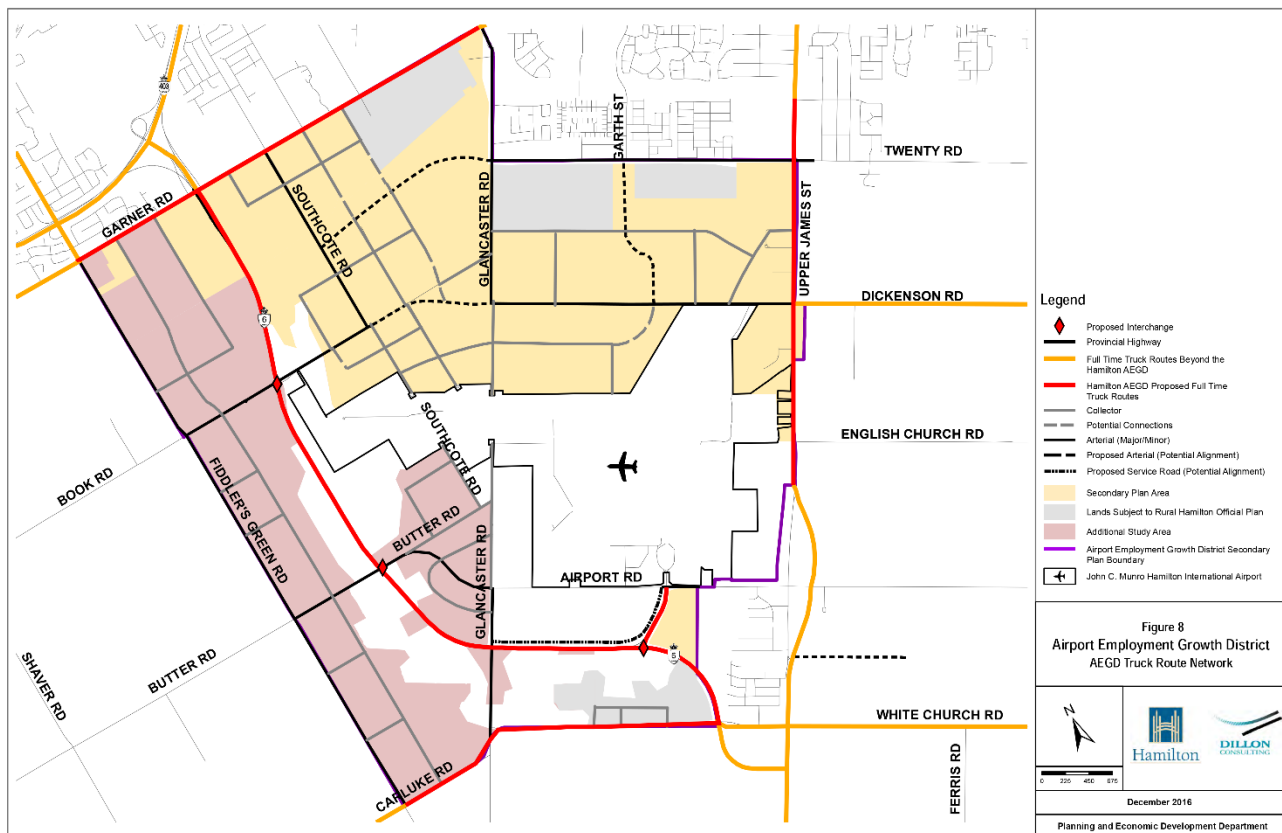 403
GARTH ST
TWENTY RD
GARNER RD
SOUTHCOTE RD
GLANCASTER RD
UPPER JAMES ST
6
DICKENSON RD
SOUTHCOTE RD
ENGLISH CHURCH RD
BOOK RD
FIDDLER'S GREEN RD
BUTTER RD
GLANCASTER RD
AIRPORT RD
SHAVER RD
BUTTER RD
6
WHITE CHURCH RD
CARLUKE RD
FERRIS RD
Legend
Proposed Interchange
Provincial Highway
Full Time Truck Routes Beyond the
Hamilton AEGD
Hamilton AEGD Proposed Full Time
Truck Routes
Collector
Potential Connections
Arterial (Major/Minor)
Proposed Arterial (Potential Alignment)
Proposed Service Road (Potential Alignment)
Secondary Plan Area
Lands Subject to Rural Hamilton Official Plan
Additional Study Area
Airport Employment Growth District Secondary
Plan Boundary
John C. Munro Hamilton International Airport
Figure 8
Airport Employment Growth District
AEGD Truck Route Network
N
0 225 450 875
Hamilton
DILLON
CONSULTING
December 2016
Planning and Economic Development Department